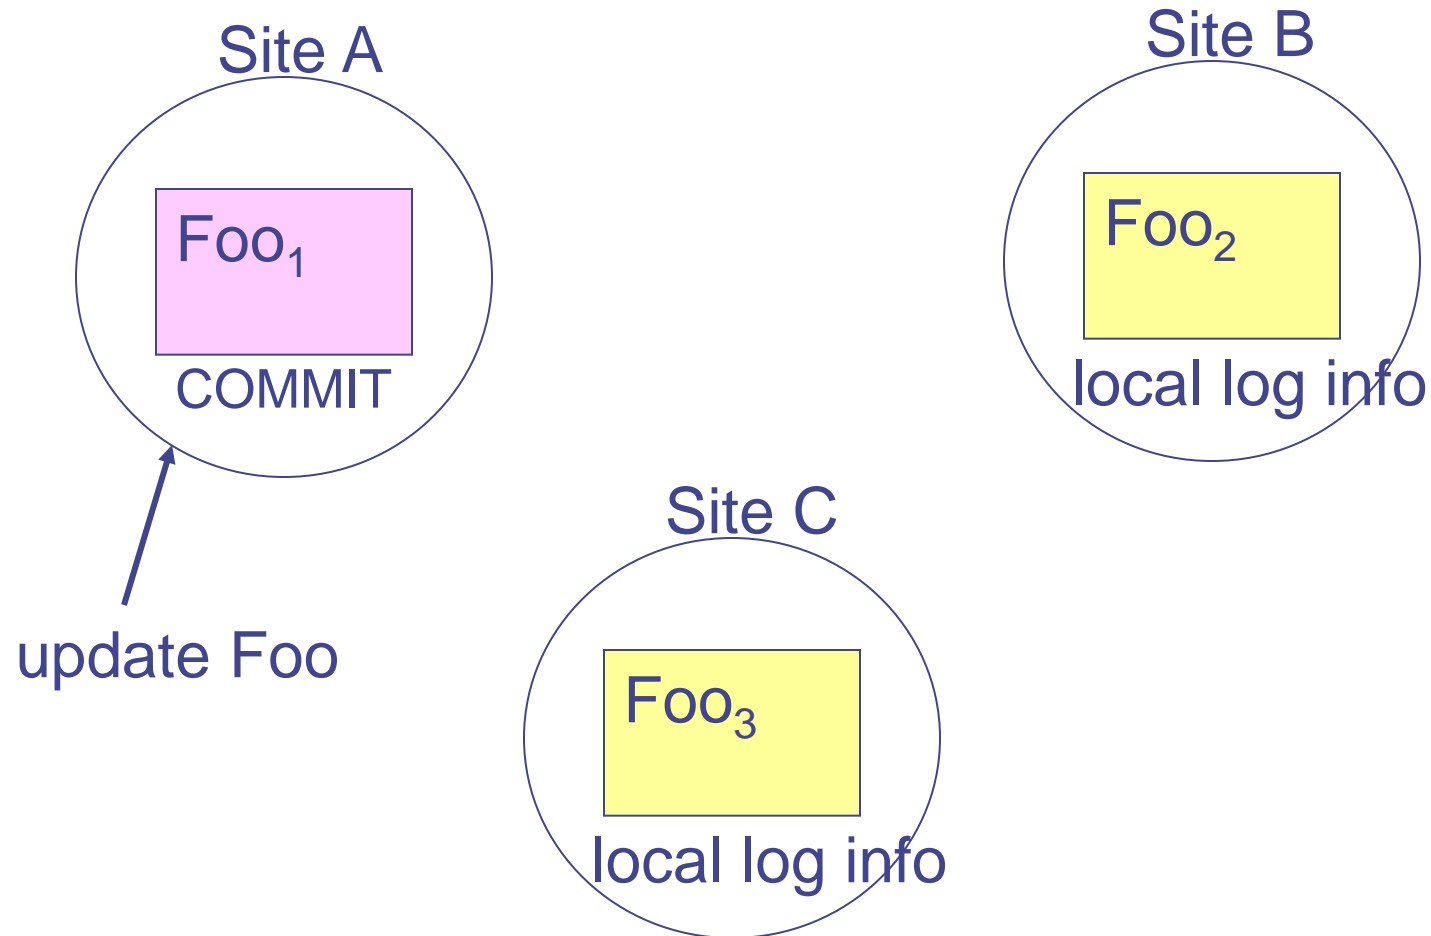 Site A
Foo₁
COMMIT
update Foo
Site B
Foo₂
local log info
Site C
Foo₃
local log info